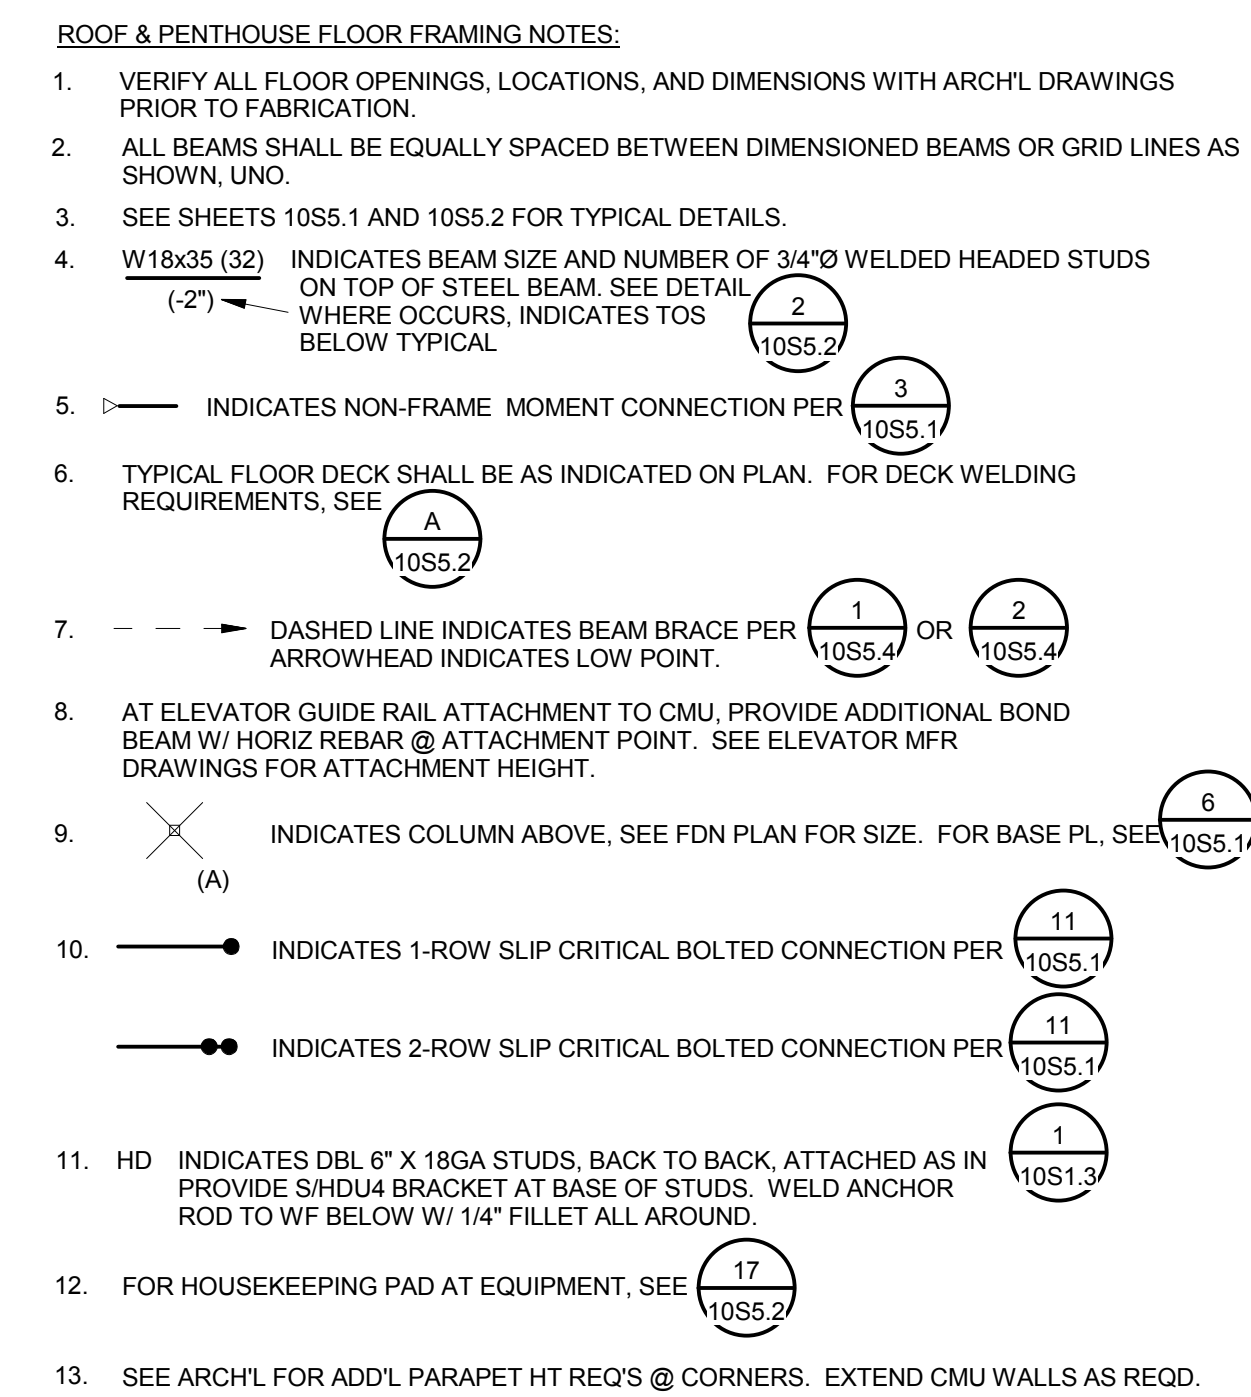 ROOF & PENTHOUSE FLOOR FRAMING NOTES:
1. VERIFY ALL FLOOR OPENINGS, LOCATIONS, AND DIMENSIONS WITH ARCH'L DRAWINGS
PRIOR TO FABRICATION.
2. ALL BEAMS SHALL BE EQUALLY SPACED BETWEEN DIMENSIONED BEAMS OR GRID LINES AS
SHOWN, UNO.
3. SEE SHEETS 10S5.1 AND 10S5.2 FOR TYPICAL DETAILS.
4. W18x35 (32) INDICATES BEAM SIZE AND NUMBER OF 3/4"Ø WELDED HEADED STUDS
ON TOP OF STEEL BEAM. SEE DETAIL
2
10S5.2
(-2") WHERE OCCURS, INDICATES TOS
BELOW TYPICAL
5. INDICATES NON-FRAME MOMENT CONNECTION PER
3
10S5.1
6. TYPICAL FLOOR DECK SHALL BE AS INDICATED ON PLAN. FOR DECK WELDING
REQUIREMENTS, SEE
A
10S5.2
7. DASHED LINE INDICATES BEAM BRACE PER
1
10S5.4
OR
2
10S5.4
ARROWHEAD INDICATES LOW POINT.
8. AT ELEVATOR GUIDE RAIL ATTACHMENT TO CMU, PROVIDE ADDITIONAL BOND
BEAM W/ HORIZ REBAR @ ATTACHMENT POINT. SEE ELEVATOR MFR
DRAWINGS FOR ATTACHMENT HEIGHT.
9. INDICATES COLUMN ABOVE, SEE FDN PLAN FOR SIZE. FOR BASE PL, SEE
6
10S5.1
(A)
10. INDICATES 1-ROW SLIP CRITICAL BOLTED CONNECTION PER
11
10S5.1
INDICATES 2-ROW SLIP CRITICAL BOLTED CONNECTION PER
11
10S5.1
11. HD INDICATES DBL 6" X 18GA STUDS, BACK TO BACK, ATTACHED AS IN
1
10S1.3
PROVIDE S/HDU4 BRACKET AT BASE OF STUDS. WELD ANCHOR
ROD TO WF BELOW W/ 1/4" FILLET ALL AROUND.
12. FOR HOUSEKEEPING PAD AT EQUIPMENT, SEE
17
10S5.2
13. SEE ARCH'L FOR ADD'L PARAPET HT REQ'S @ CORNERS. EXTEND CMU WALLS AS REQD.